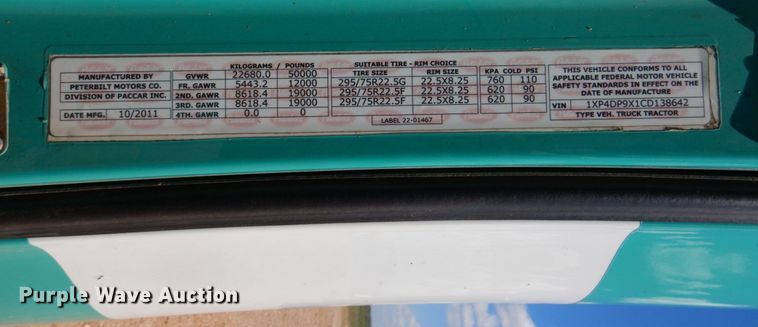 MANUFACTURED BY
PETERBILT MOTORS CO.
DIVISION OF PACCAR INC.
DATE MFG. 10/2011
KILOGRAMS / POUNDS
GVWR 22680.0 50000
FR. GAWR 5443.2 12000
2ND. GAWR 8618.4 19000
3RD. GAWR 8618.4 19000
4TH. GAWR 0.0 0
SUITABLE TIRE - RIM CHOICE
TIRE SIZE RIM SIZE KPA COLD PSI
295/75R22.5G 22.5X8.25 760 110
295/75R22.5F 22.5X8.25 620 90
295/75R22.5F 22.5X8.25 620 90
LABEL 22-01467
THIS VEHICLE CONFORMS TO ALL
APPLICABLE FEDERAL MOTOR VEHICLE
SAFETY STANDARDS IN EFFECT ON THE
DATE OF MANUFACTURE
VIN 1XP4DP9X1CD138642
TYPE VEH. TRUCK TRACTOR
Purple Wave Auction